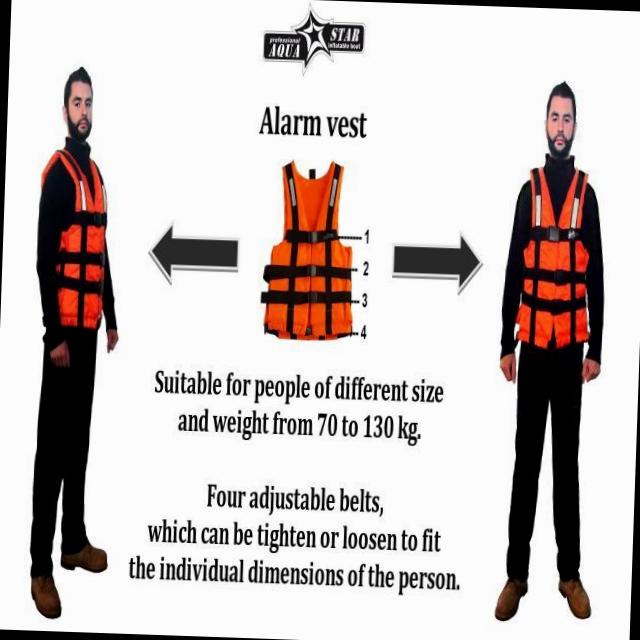 professional STAR
AQUA inflatable boat
Alarm vest
1
2
3
4
Suitable for people of different size
and weight from 70 to 130 kg.
Four adjustable belts,
which can be tighten or loosen to fit
the individual dimensions of the person.